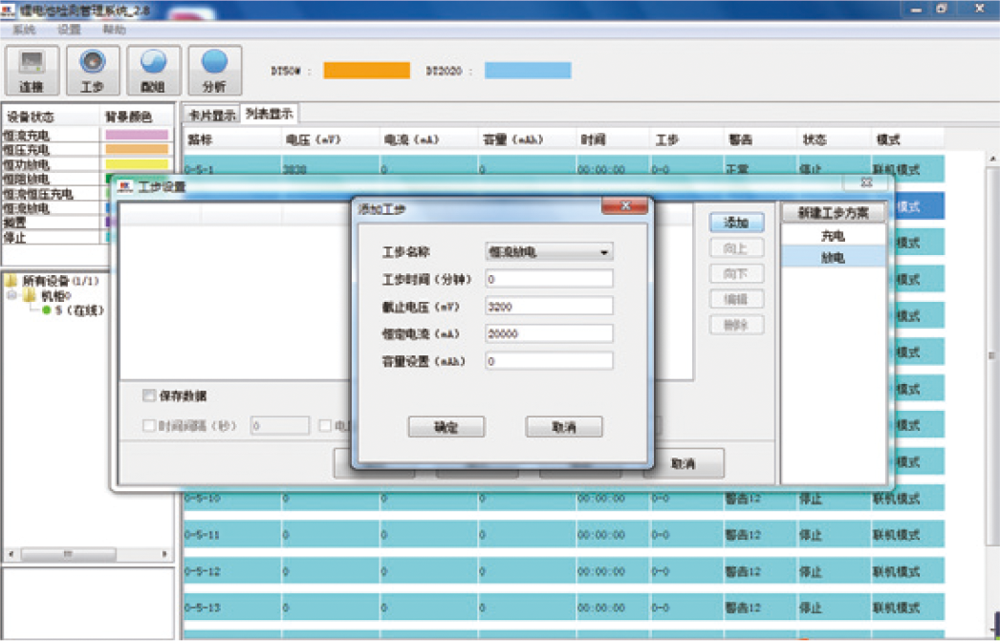 锂电池检测管理系统_2.8
系统 设置 帮助
连接 工步 配组 分析
DT50W : DT2020 :
设备状态 背景颜色
恒流充电
恒压充电
恒功放电
恒阻放电
恒流恒压充电
恒流放电
搁置
停止
所有设备(1/1)
机柜0
5(在线)
卡片显示 列表显示
路标 电压(mV) 电流(mA) 容量(mAh) 时间 工步 警告 状态 模式
0-5-1 3838 0 0 00:00:00 0-0 正常 停止 联机模式
模式
模式
模式
模式
模式
模式
模式
模式
0-5-10 0 0 0 00:00:00 0-0 警告12 停止 联机模式
0-5-11 0 0 0 00:00:00 0-0 警告12 停止 联机模式
0-5-12 0 0 0 00:00:00 0-0 警告12 停止 联机模式
0-5-13 0 0 0 00:00:00 0-0 警告12 停止 联机模式
工步设置
添加
向上
向下
编辑
删除
新建工步方案
充电
放电
保存数据
时间间隔(秒) 0 电
取消
添加工步
工步名称 恒流放电
工步时间(分钟) 0
截止电压(mV) 3200
恒定电流(mA) 20000
容量设置(mAh) 0
确定 取消